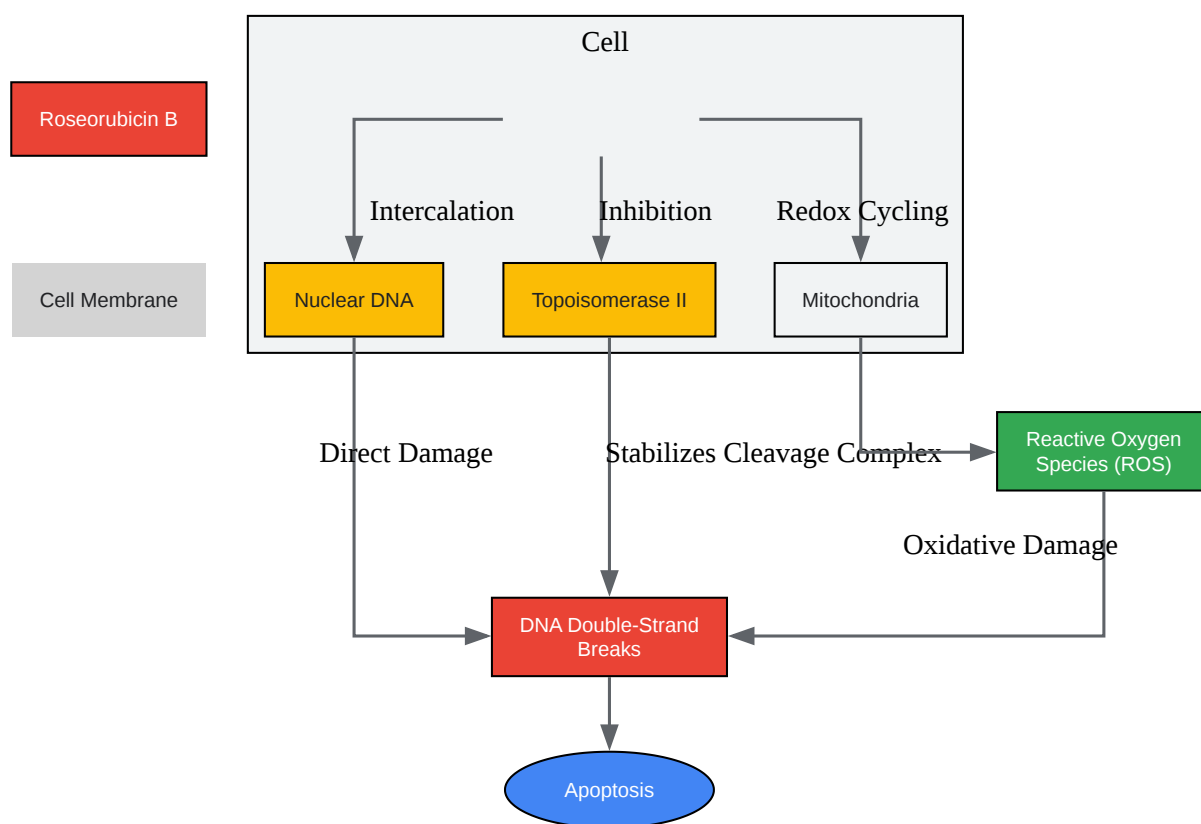 Cell
Roseorubicin B
Intercalation
Inhibition
Redox Cycling
Cell Membrane
Nuclear DNA
Topoisomerase II
Mitochondria
Direct Damage
Stabilizes Cleavage Complex
Reactive Oxygen
Species (ROS)
Oxidative Damage
DNA Double-Strand
Breaks
Apoptosis